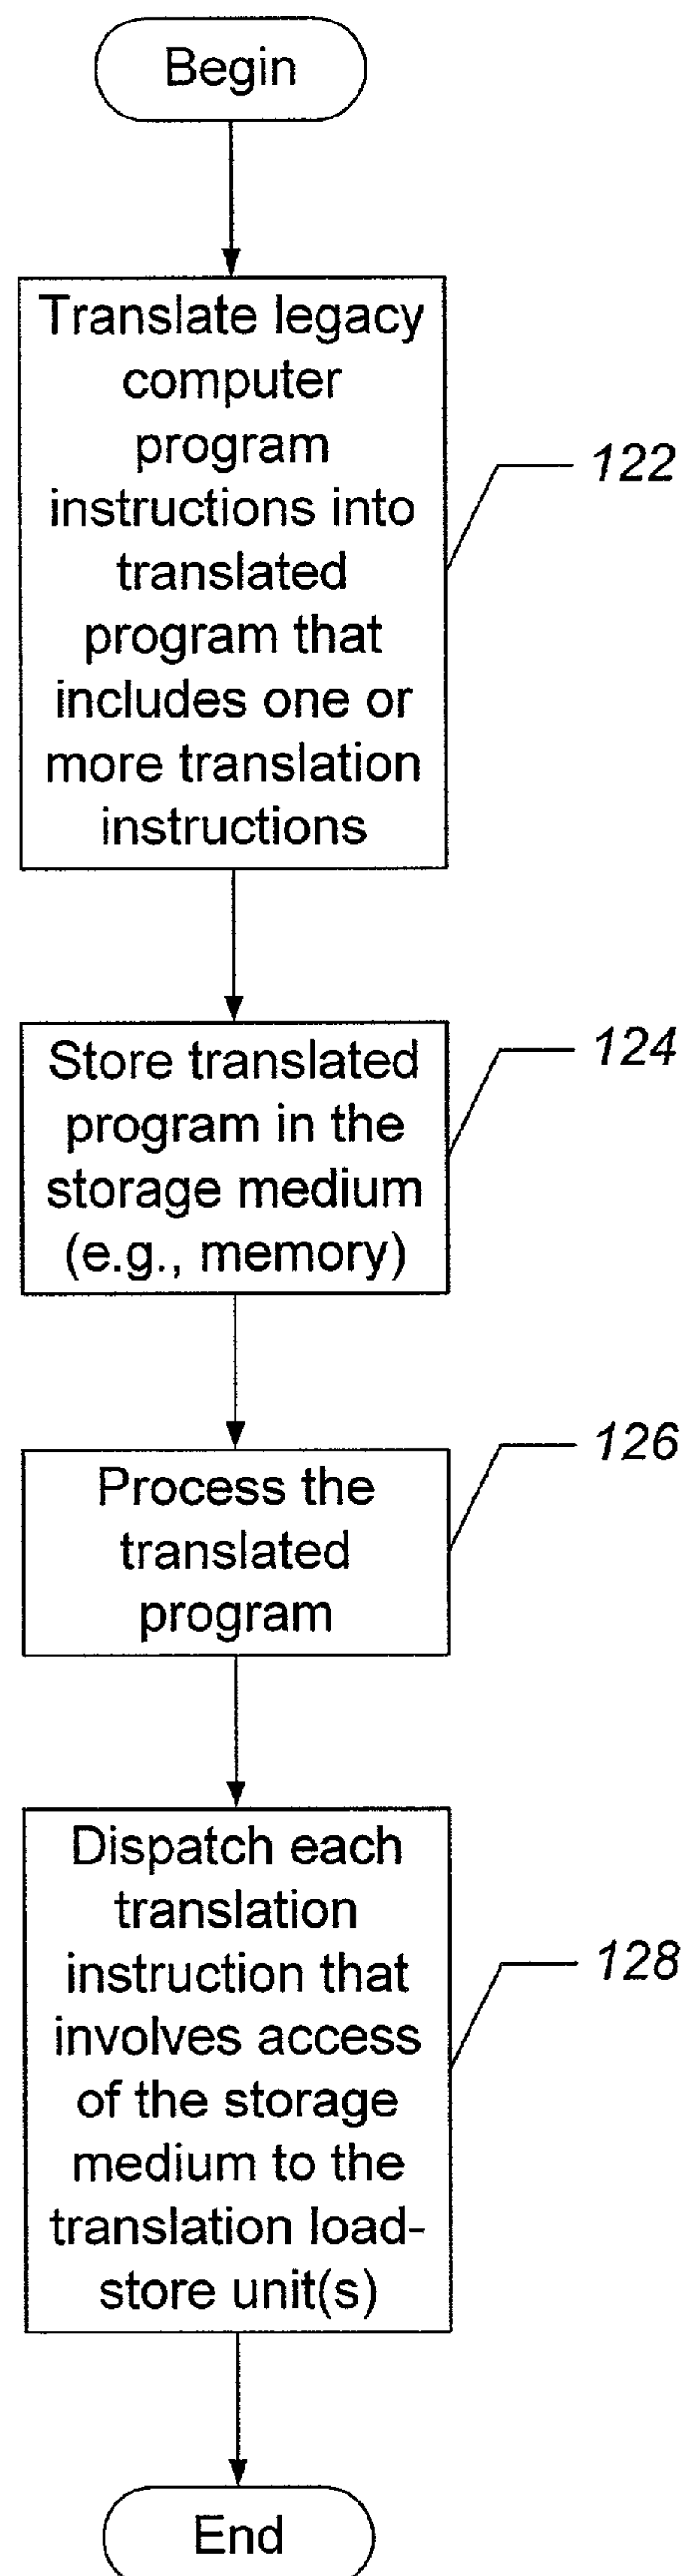 Begin
Translate legacy
computer
program
instructions into
translated
program that
includes one or
more translation
instructions
122
Store translated
program in the
storage medium
(e.g., memory)
124
Process the
translated
program
126
Dispatch each
translation
instruction that
involves access
of the storage
medium to the
translation load-
store unit(s)
128
End